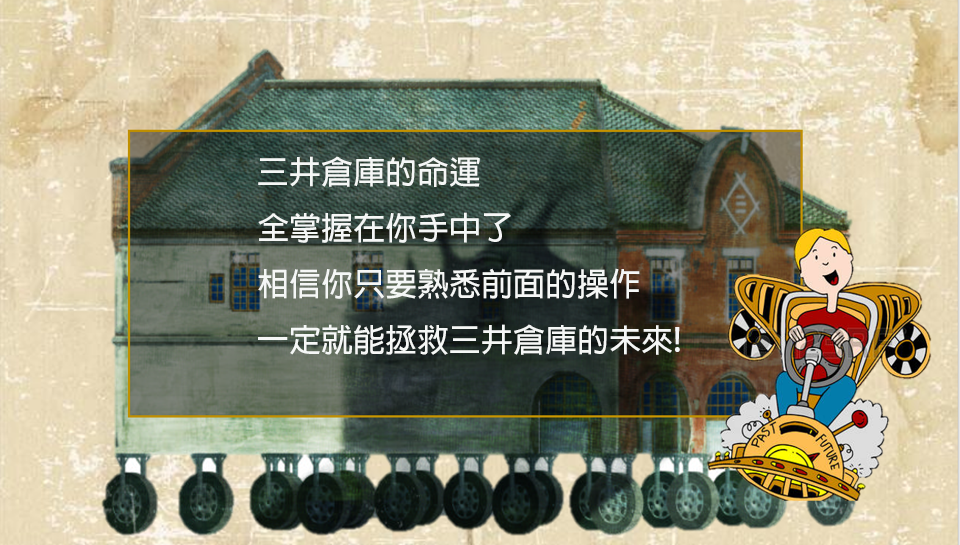 三井倉庫的命運
全掌握在你手中了
相信你只要熟悉前面的操作
一定就能拯救三井倉庫的未來!
PAST
FUTURE